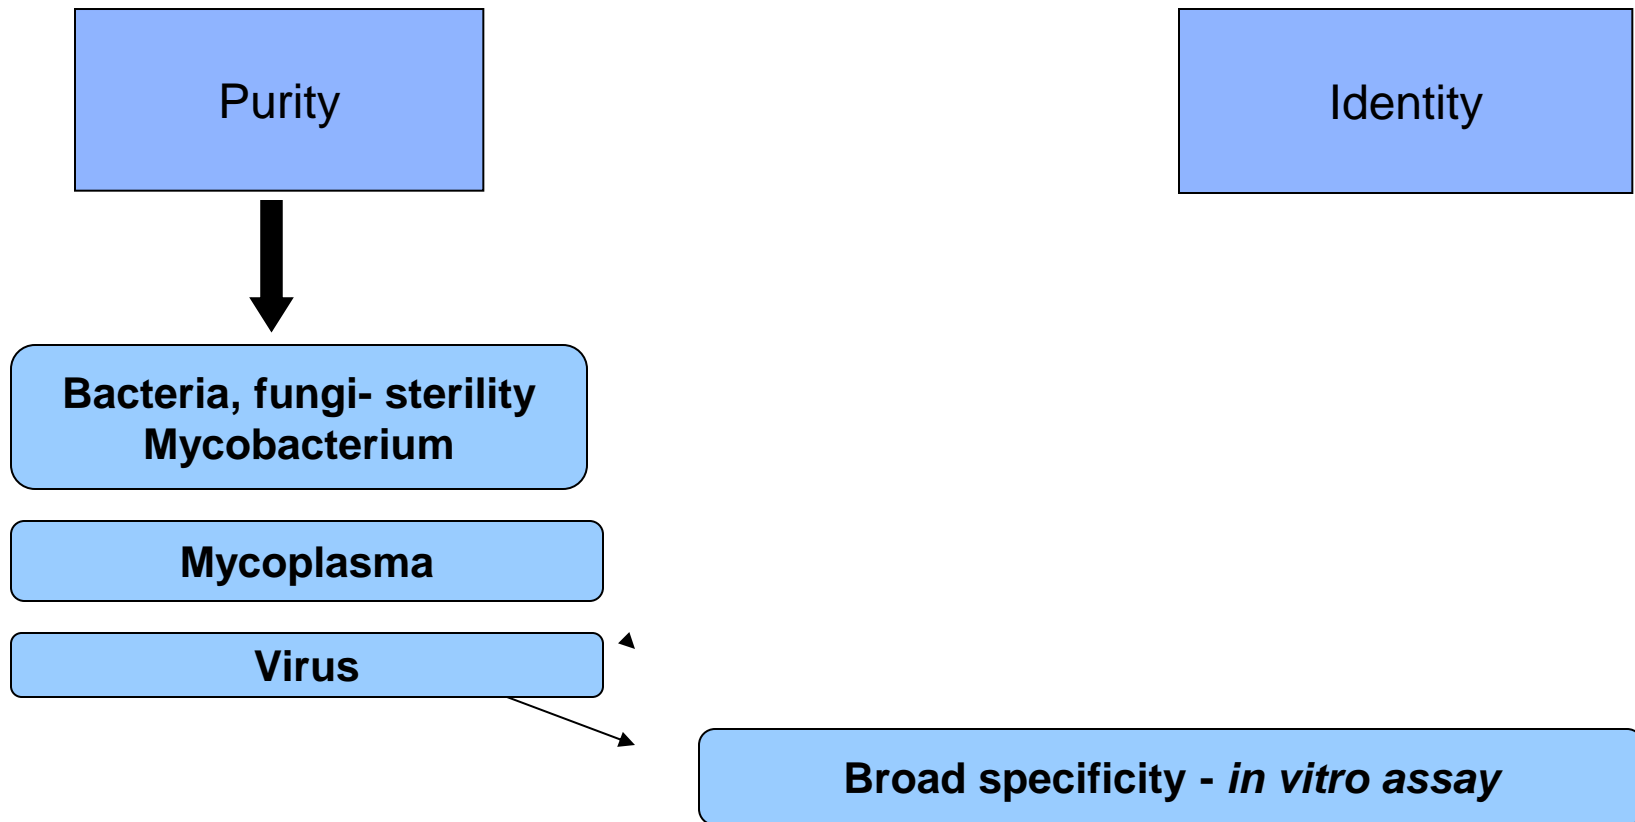 Purity
Identity
Bacteria, fungi- sterility
Mycobacterium
Mycoplasma
Virus
Broad specificity - in vitro assay